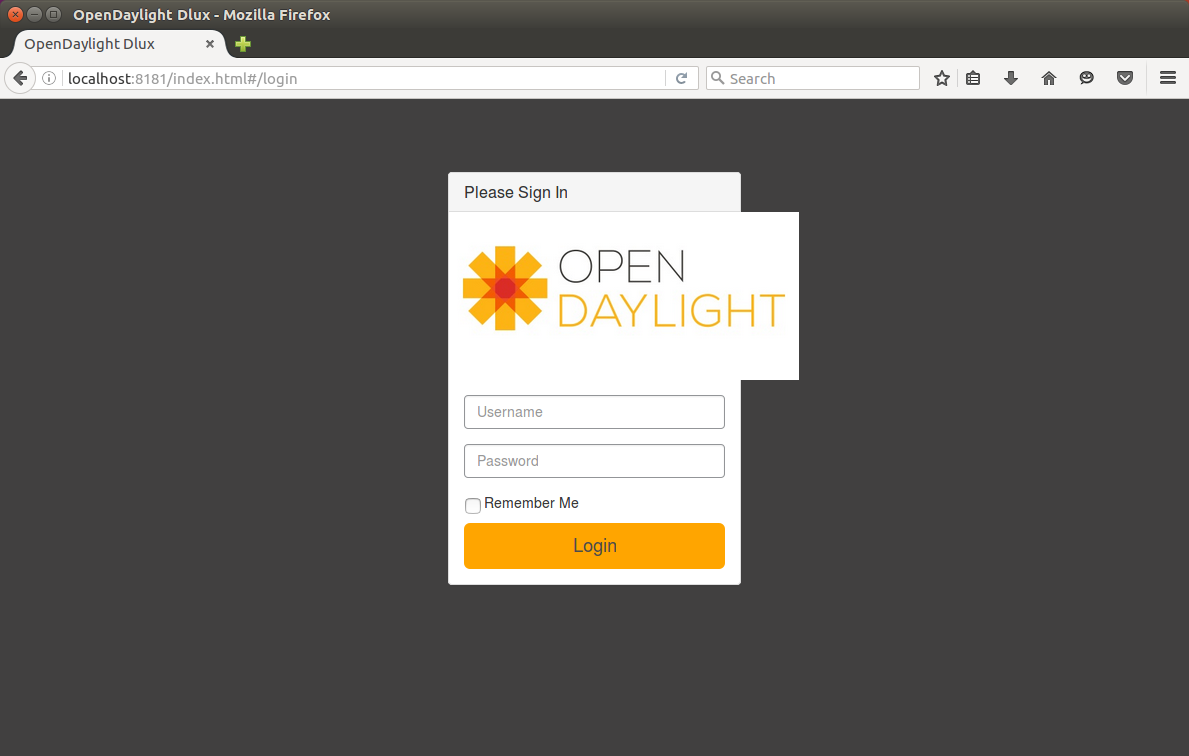 OpenDaylight Dlux - Mozilla Firefox
OpenDaylight Dlux
localhost:8181/index.html#/login
Search
Please Sign In
OPEN
DAYLIGHT
Username
Password
Remember Me
Login